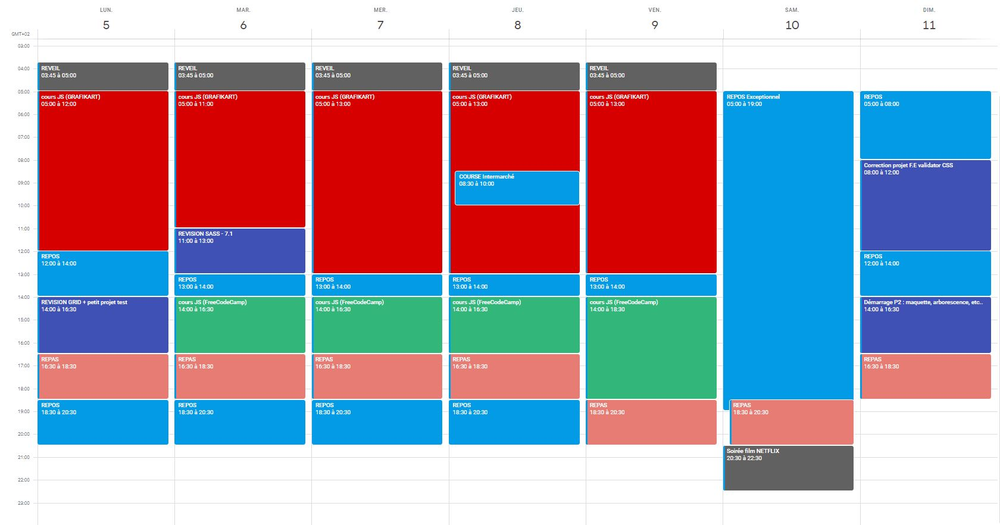 LUN.
5
MAR.
6
MER.
7
JEU.
8
VEN.
9
SAM.
10
DIM.
11
GMT+02
03:00
04:00
05:00
06:00
07:00
08:00
09:00
10:00
11:00
12:00
13:00
14:00
15:00
16:00
17:00
18:00
19:00
20:00
21:00
22:00
23:00
REVEIL
03:45 à 05:00
cours JS (GRAFIKART)
05:00 à 12:00
REPOS
12:00 à 14:00
REVISION GRID + petit projet test
14:00 à 16:30
REPAS
16:30 à 18:30
REPOS
18:30 à 20:30
REVEIL
03:45 à 05:00
cours JS (GRAFIKART)
05:00 à 11:00
REVISION SASS - 7.1
11:00 à 13:00
REPOS
13:00 à 14:00
cours JS (FreeCodeCamp)
14:00 à 16:30
REPAS
16:30 à 18:30
REPOS
18:30 à 20:30
REVEIL
03:45 à 05:00
cours JS (GRAFIKART)
05:00 à 13:00
REPOS
13:00 à 14:00
cours JS (FreeCodeCamp)
14:00 à 16:30
REPAS
16:30 à 18:30
REPOS
18:30 à 20:30
REVEIL
03:45 à 05:00
cours JS (GRAFIKART)
05:00 à 13:00
COURSE Intermarché
08:30 à 10:00
REPOS
13:00 à 14:00
cours JS (FreeCodeCamp)
14:00 à 16:30
REPAS
16:30 à 18:30
REPOS
18:30 à 20:30
REVEIL
03:45 à 05:00
cours JS (GRAFIKART)
05:00 à 13:00
REPOS
13:00 à 14:00
cours JS (FreeCodeCamp)
14:00 à 18:30
REPAS
18:30 à 20:30
REPOS Exceptionnel
05:00 à 19:00
REPAS
18:30 à 20:30
Soirée film NETFLIX
20:30 à 22:30
REPOS
05:00 à 08:00
Correction projet F.E validator CSS
08:00 à 12:00
REPOS
12:00 à 14:00
Démarrage P2 : maquette, arborescence, etc..
14:00 à 16:30
REPAS
16:30 à 18:30